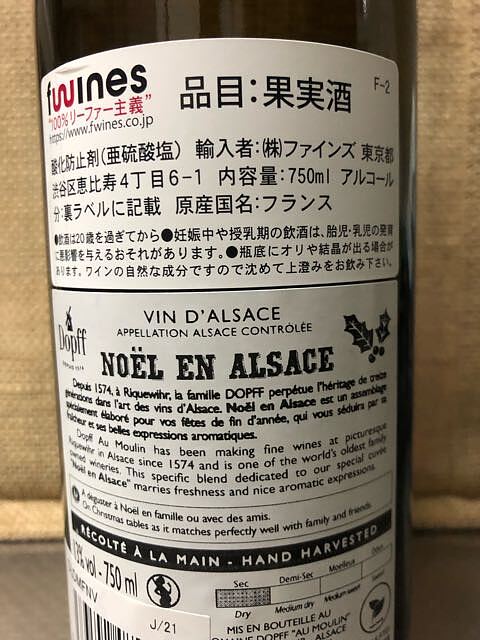 fwines
"100%リーファー主義"
https://www.fwines.co.jp
品目:果実酒
F-2
酸化防止剤(亜硫酸塩) 輸入者:㈱ファインズ 東京都
渋谷区恵比寿4丁目6-1 内容量:750ml アルコール
分:裏ラベルに記載 原産国名:フランス
●飲酒は20歳を過ぎてから●妊娠中や授乳期の飲酒は、胎児・乳児の発育
に悪影響を与えるおそれがあります。●瓶底にオリや結晶が出る場合が
あります。ワインの自然な成分ですので沈めて上澄みをお飲み下さい。
Dopff
DEPUIS 1574
VIN D'ALSACE
APPELLATION ALSACE CONTRÔLÉE
NOËL EN ALSACE
Depuis 1574, à Riquewihr, la famille DOPFF perpétue l'héritage de treize
générations dans l'art des vins d'Alsace. Noël en Alsace est un assemblage
spécialement élaboré pour vos fêtes de fin d'année, qui vous séduira par sa
fraîcheur et ses belles expressions aromatiques.
Dopff Au Moulin has been making fine wines at picturesque
Riquewihr in Alsace since 1574 and is one of the world's oldest family
owned wineries. This specific blend dedicated to our special cuvée
"Noël en Alsace" marries freshness and nice aromatic expressions.
A déguster à Noël en famille ou avec des amis.
On Christmas tables as it matches perfectly well with family and friends.
RÉCOLTÉ À LA MAIN - HAND HARVESTED
vol - 750 ml
Sec Demi-Sec Moelleux
Dry Medium dry Medium sweet
J/21
MIS EN BOUTEILLE AU
DOPFF "AU MOULIN"